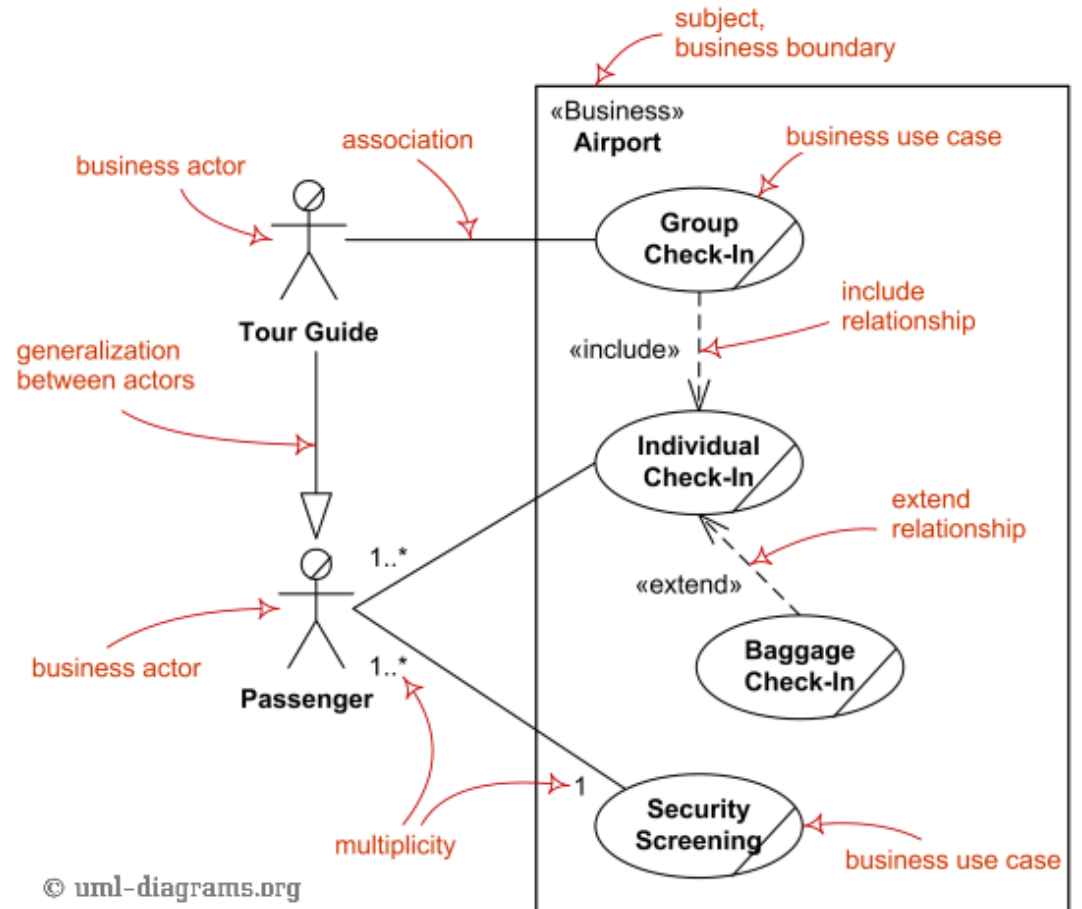 subject,
business boundary
«Business»
Airport
association
business use case
business actor
Group
Check-In
Tour Guide
include
relationship
«include»
generalization
between actors
Individual
Check-In
extend
relationship
1..*
«extend»
business actor
1..*
Passenger
Baggage
Check-In
1
multiplicity
Security
Screening
business use case
© uml-diagrams.org